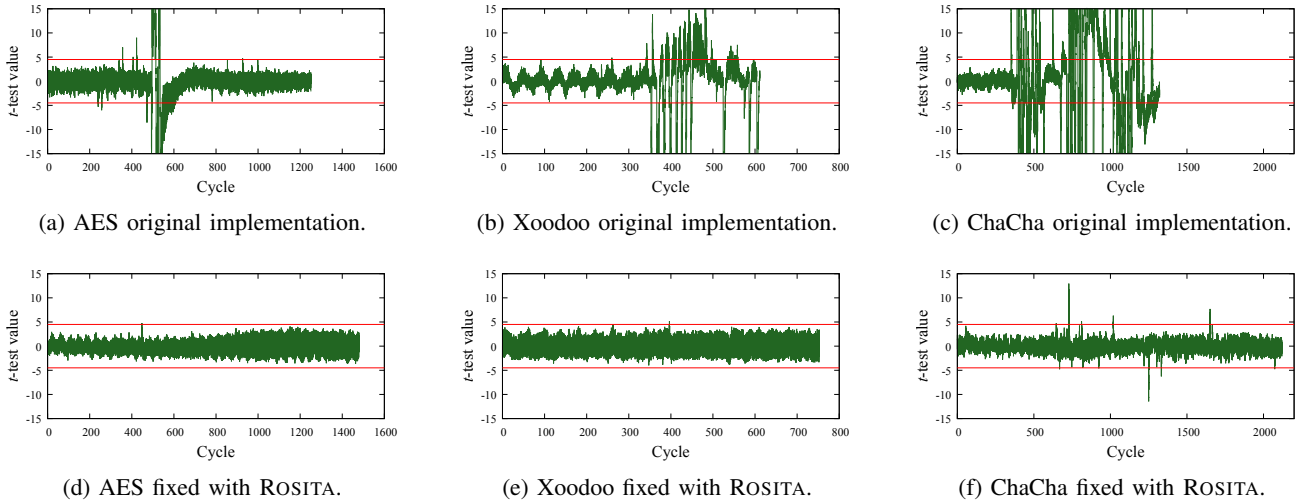 15
10
5
0
-5
-10
-15
t-test value
0 200 400 600 800 1000 1200 1400 1600
Cycle
(a) AES original implementation.
15
10
5
0
-5
-10
-15
t-test value
0 100 200 300 400 500 600 700 800
Cycle
(b) Xoodoo original implementation.
15
10
5
0
-5
-10
-15
t-test value
0 500 1000 1500 2000
Cycle
(c) ChaCha original implementation.
15
10
5
0
-5
-10
-15
t-test value
0 200 400 600 800 1000 1200 1400 1600
Cycle
(d) AES fixed with ROSITA.
15
10
5
0
-5
-10
-15
t-test value
0 100 200 300 400 500 600 700 800
Cycle
(e) Xoodoo fixed with ROSITA.
15
10
5
0
-5
-10
-15
t-test value
0 500 1000 1500 2000
Cycle
(f) ChaCha fixed with ROSITA.